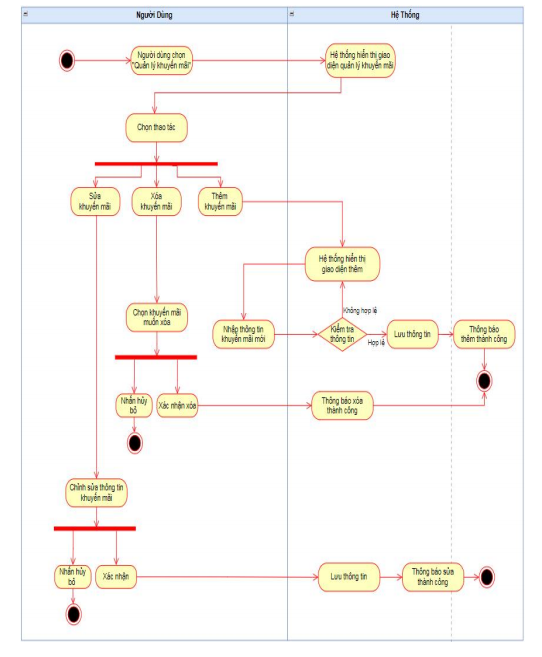 Người Dùng
Hệ Thống
Người dùng chọn
"Quản lý khuyến mãi"
Hệ thống hiển thị giao
diện quản lý khuyến mãi
Chọn thao tác
Sửa
khuyến mãi
Xóa
khuyến mãi
Thêm
khuyến mãi
Hệ thống hiển thị
giao diện thêm
Không hợp lệ
Chọn khuyến mãi
muốn xóa
Nhập thông tin
khuyến mãi mới
Kiểm tra
thông tin
Hợp lệ
Lưu thông tin
Thông báo
thêm thành công
Nhấn hủy
bỏ
Xác nhận xóa
Thông báo xóa
thành công
Chỉnh sửa thông tin
khuyến mãi
Nhấn hủy
bỏ
Xác nhận
Lưu thông tin
Thông báo sửa
thành công